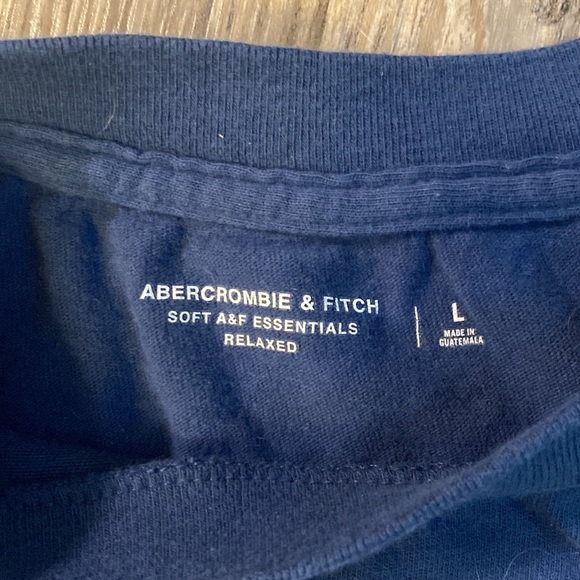 ABERCROMBIE & FITCH
SOFT A&F ESSENTIALS
RELAXED
L
MADE IN
GUATEMALA